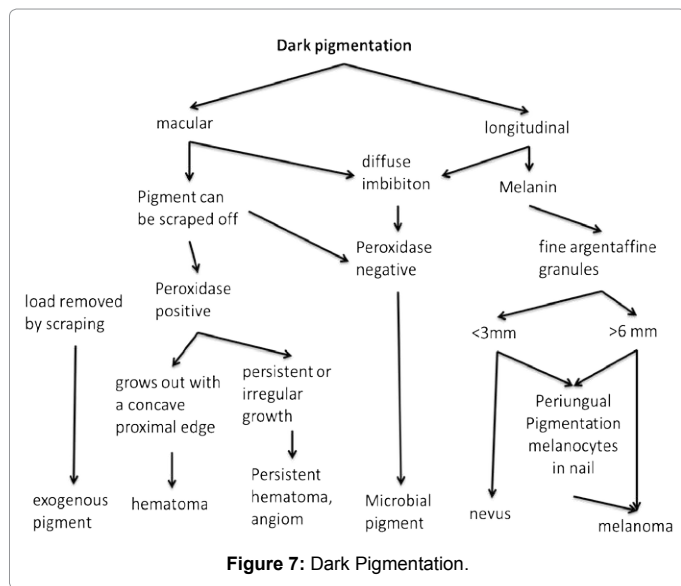 Dark pigmentation
macular
longitudinal
diffuse
imbibiton
Melanin
Pigment can
be scraped off
Peroxidase
negative
fine argentaffine
granules
load removed
by scraping
Peroxidase
positive
<3mm
>6 mm
grows out with
a concave
proximal edge
persistent or
irregular
growth
Periungual
Pigmentation
melanocytes
in nail
exogenous
pigment
hematoma
Persistent
hematoma,
angiom
Microbial
pigment
nevus
melanoma
Figure 7: Dark Pigmentation.